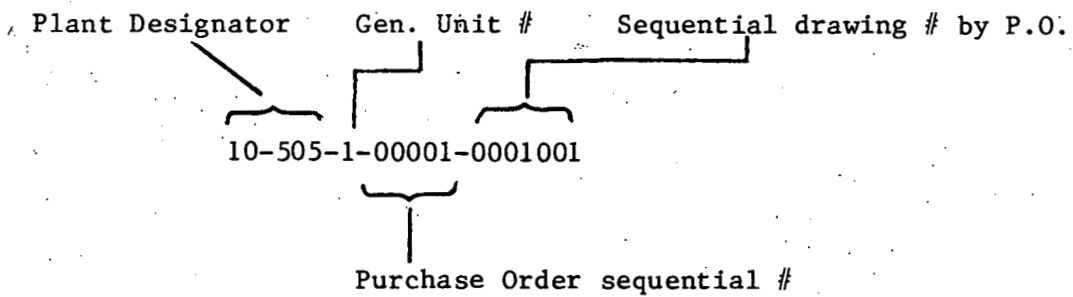 Plant Designator Gen. Unit # Sequential drawing # by P.O.
10-505-1-00001-0001001
Purchase Order sequential #